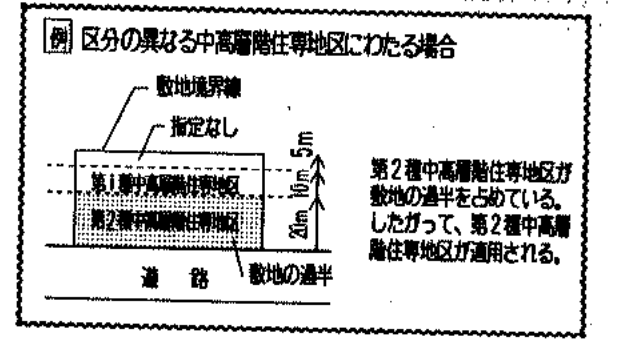 例 区分の異なる中高層階住専地区にわたる場合
敷地境界線
指定なし
5m
第1種中高層階住専地区
10m
第2種中高層階住専地区
20m
敷地の過半
道路
第2種中高層階住専地区が
敷地の過半を占めている。
したがって、第2種中高層
階住専地区が適用される。